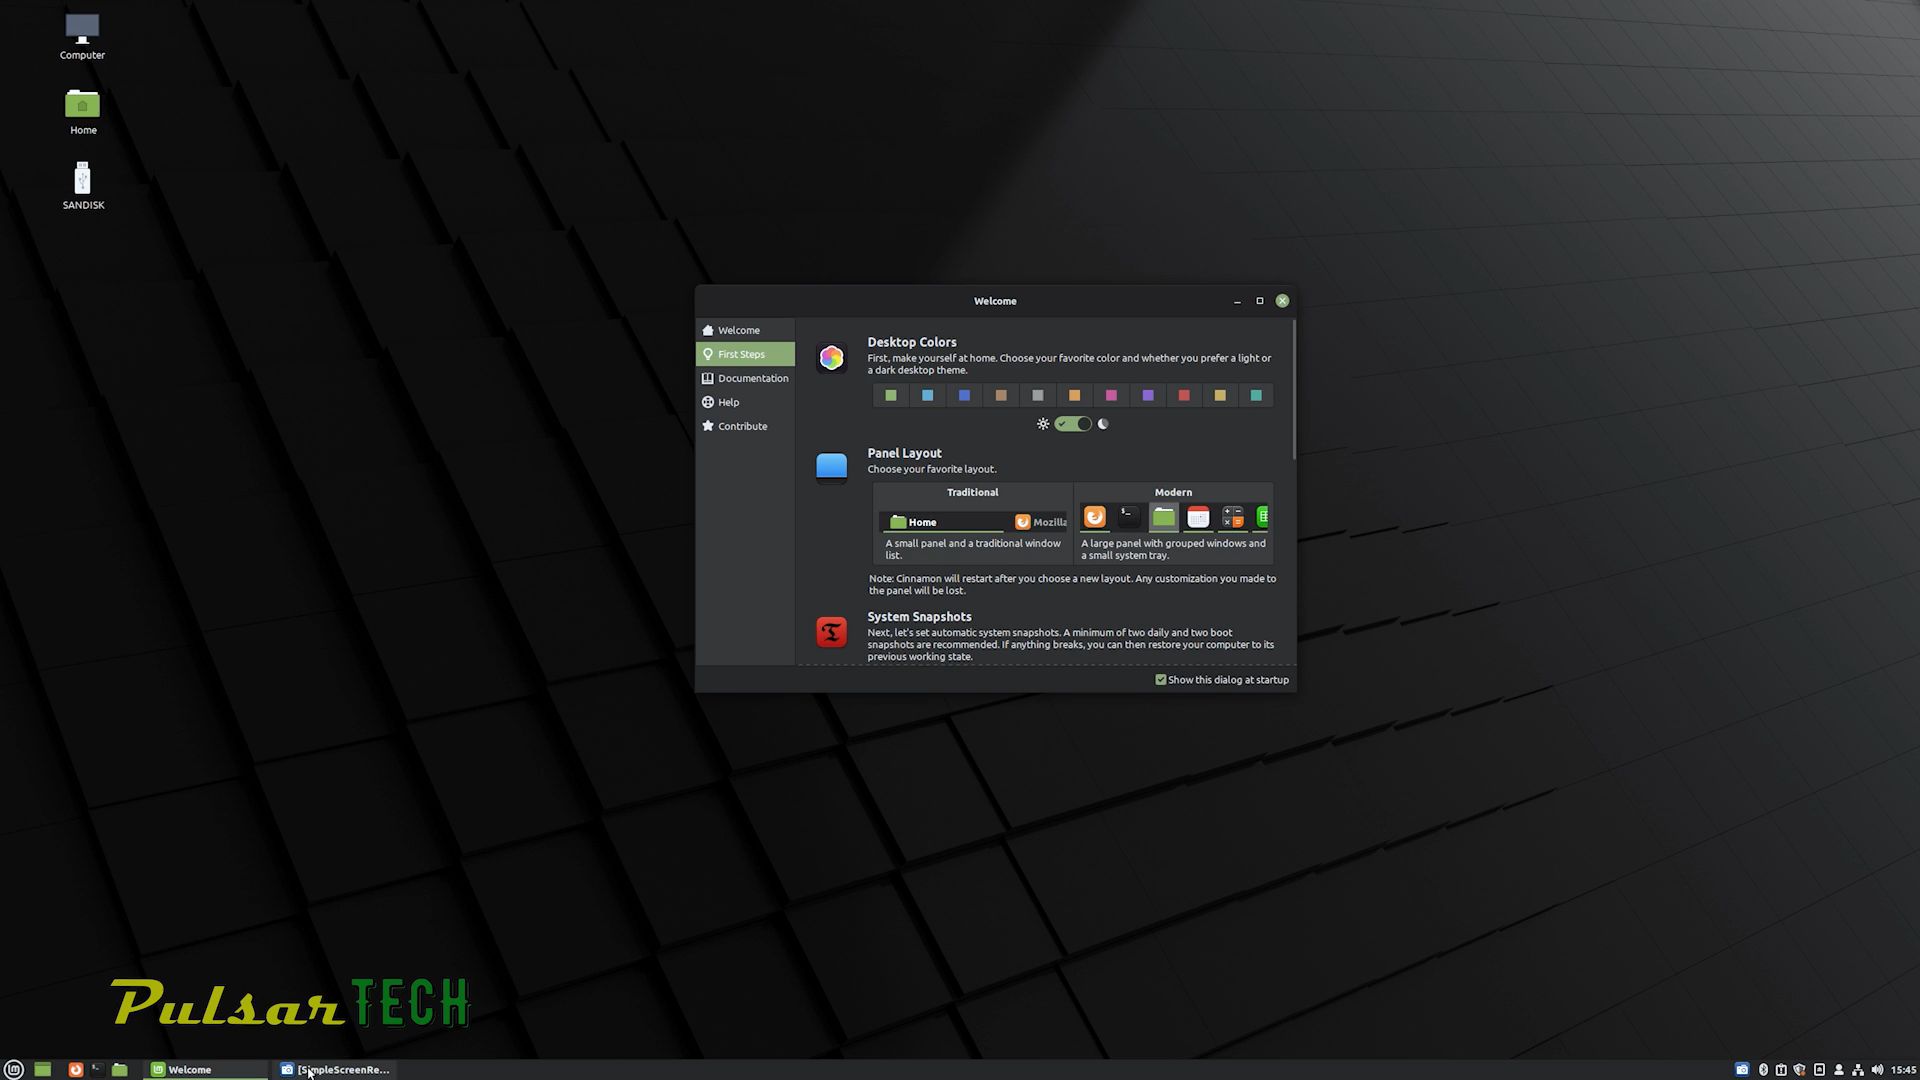 Computer
Home
SANDISK
Welcome
Welcome
First Steps
Documentation
Help
Contribute
Desktop Colors
First, make yourself at home. Choose your favorite color and whether you prefer a light or
a dark desktop theme.
Panel Layout
Choose your favorite layout.
Traditional
Home
Mozilla
A small panel and a traditional window
list.
Modern
A large panel with grouped windows and
a small system tray.
Note: Cinnamon will restart after you choose a new layout. Any customization you made to
the panel will be lost.
System Snapshots
Next, let's set automatic system snapshots. A minimum of two daily and two boot
snapshots are recommended. If anything breaks, you can then restore your computer to its
previous working state.
Show this dialog at startup
Pulsar TECH
Welcome
[SimpleScreenRe...
15:45